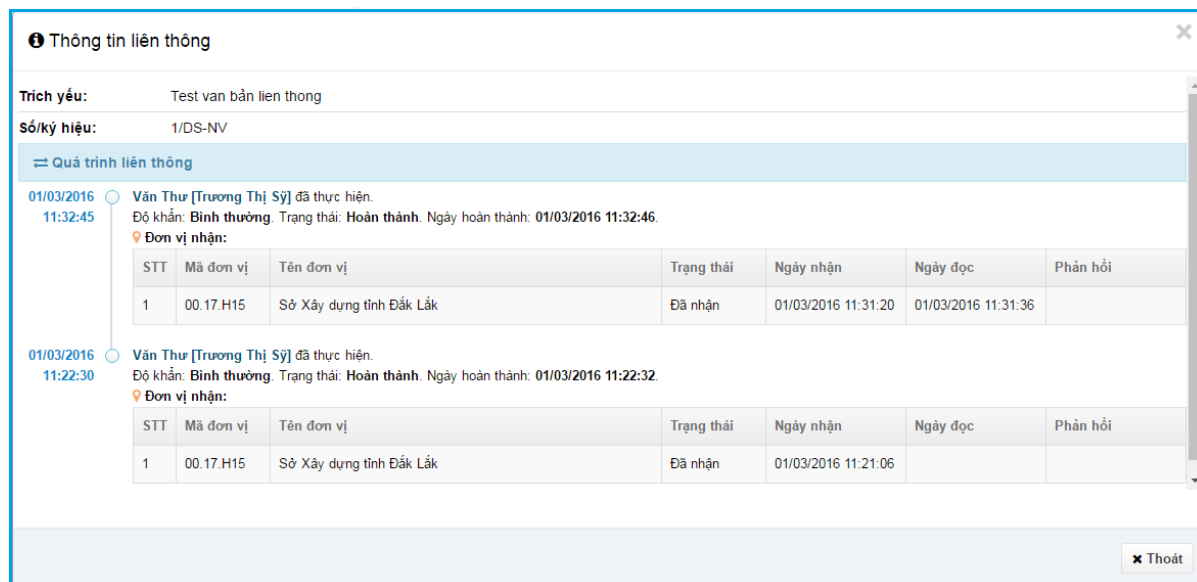 Thông tin liên thông
Trích yếu: Test van bản lien thong
Số/ký hiệu: 1/DS-NV
Quá trình liên thông
01/03/2016 Văn Thư [Trương Thị Sỹ] đã thực hiện.
11:32:45 Độ khẩn: Bình thường. Trạng thái: Hoàn thành. Ngày hoàn thành: 01/03/2016 11:32:46.
Đơn vị nhận:
STT Mã đơn vị Tên đơn vị Trạng thái Ngày nhận Ngày đọc Phản hồi
1 00.17.H15 Sở Xây dựng tỉnh Đắk Lắk Đã nhận 01/03/2016 11:31:20 01/03/2016 11:31:36
01/03/2016 Văn Thư [Trương Thị Sỹ] đã thực hiện.
11:22:30 Độ khẩn: Bình thường. Trạng thái: Hoàn thành. Ngày hoàn thành: 01/03/2016 11:22:32.
Đơn vị nhận:
STT Mã đơn vị Tên đơn vị Trạng thái Ngày nhận Ngày đọc Phản hồi
1 00.17.H15 Sở Xây dựng tỉnh Đắk Lắk Đã nhận 01/03/2016 11:21:06
Thoát